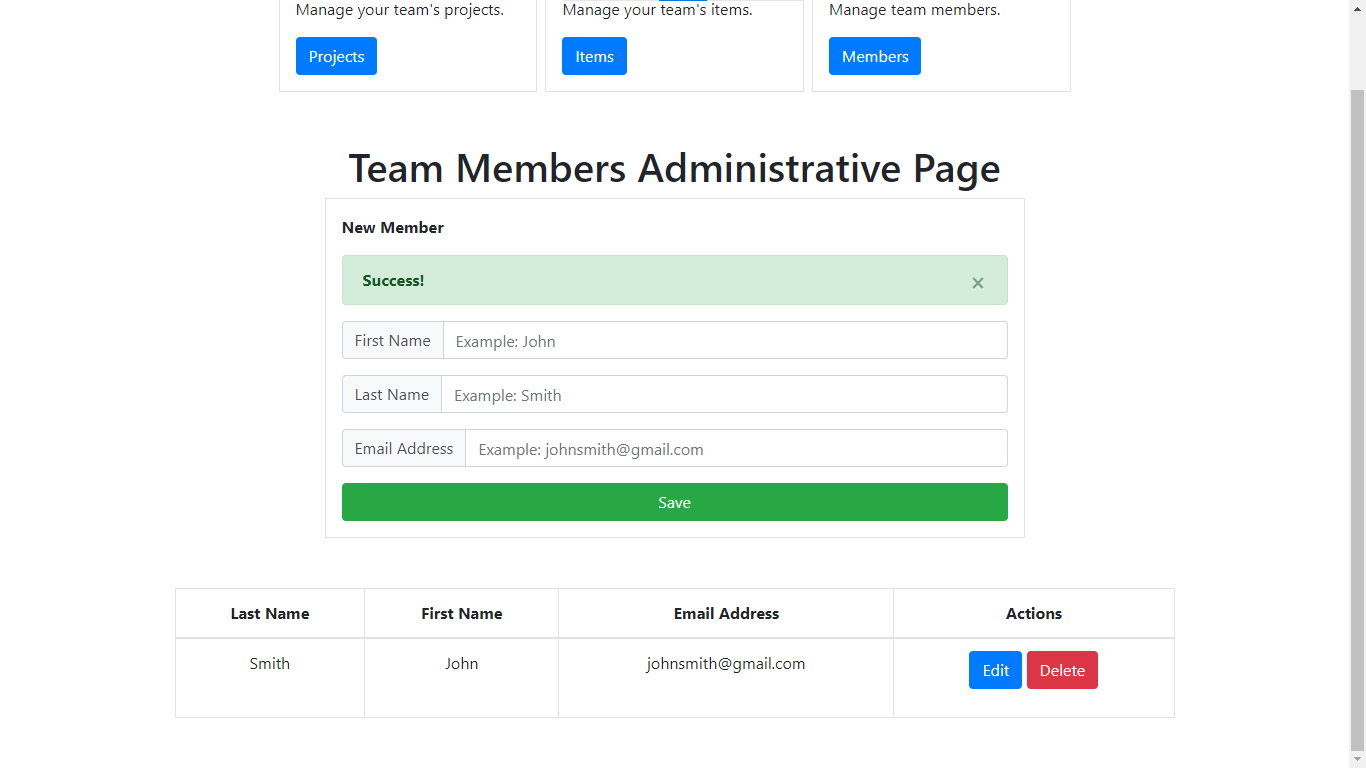 Manage your team's projects.
Manage your team's items.
Manage team members.
Projects
Items
Members
Team Members Administrative Page
New Member
Success!
×
First Name
Example: John
Last Name
Example: Smith
Email Address
Example: johnsmith@gmail.com
Save
Last Name First Name Email Address Actions
Smith John johnsmith@gmail.com Edit Delete